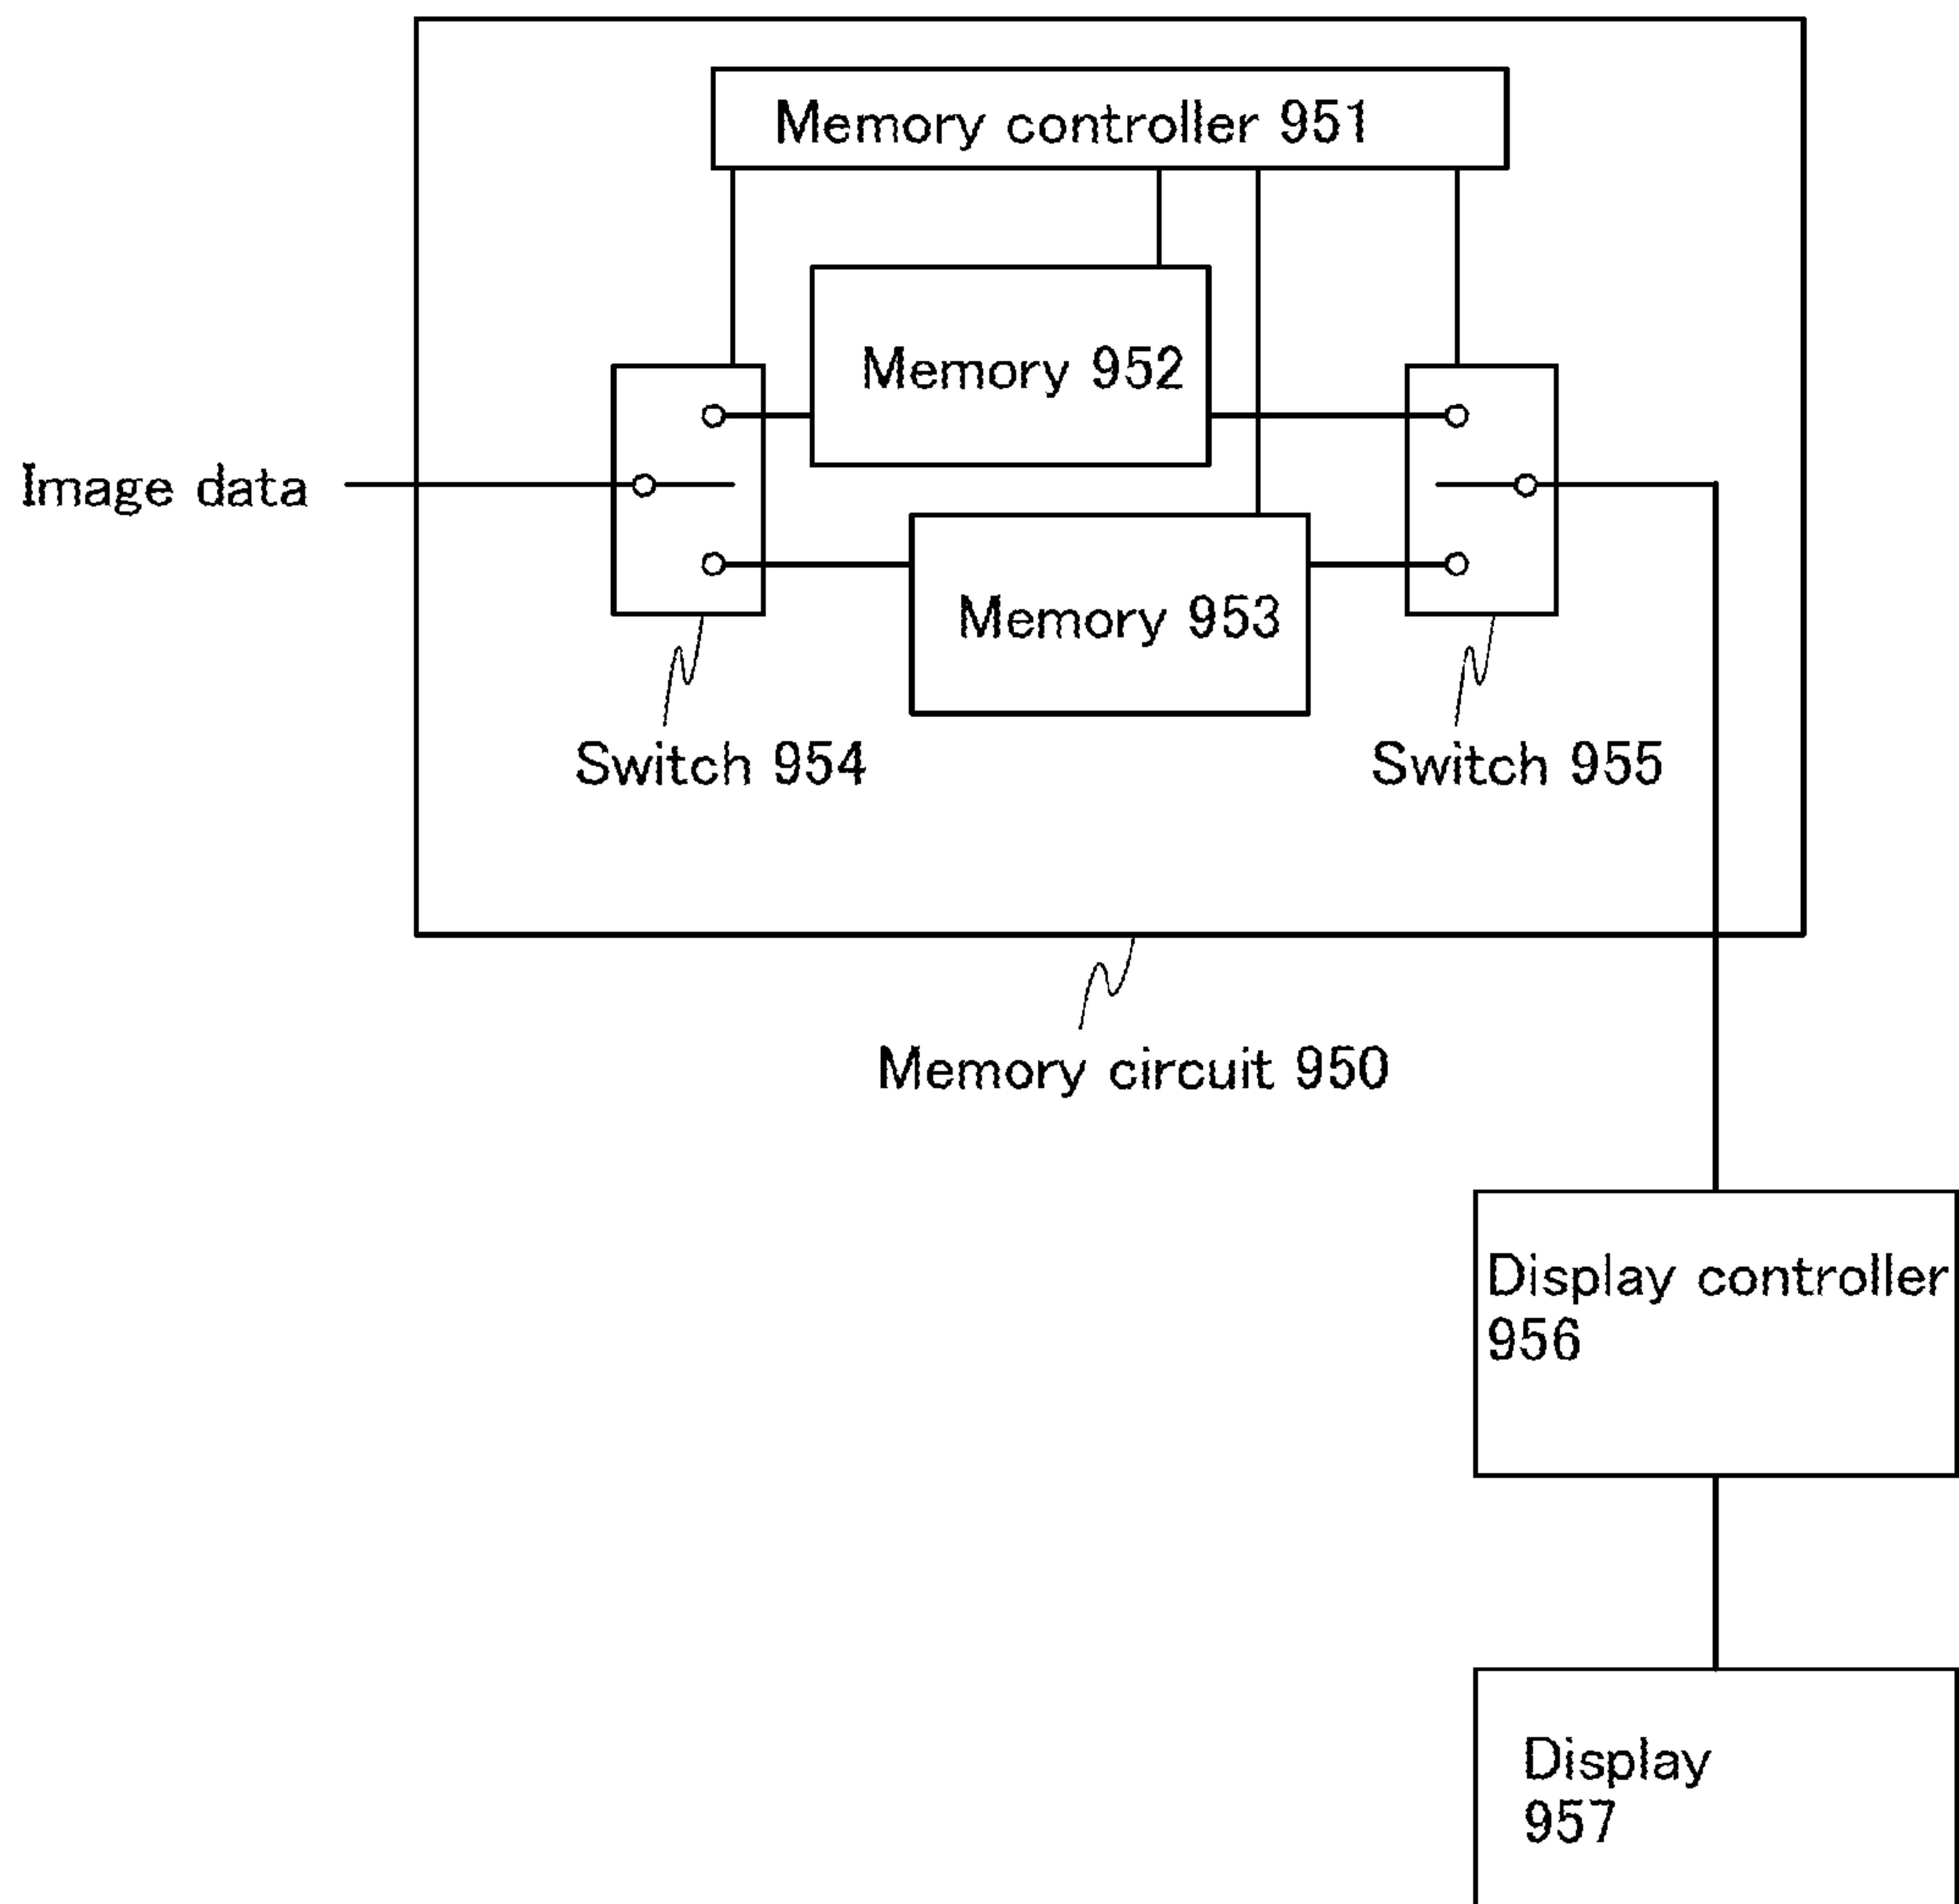 Memory controller 951
Memory 952
Image data
Memory 953
Switch 954
Switch 955
Memory circuit 950
Display controller
956
Display
957